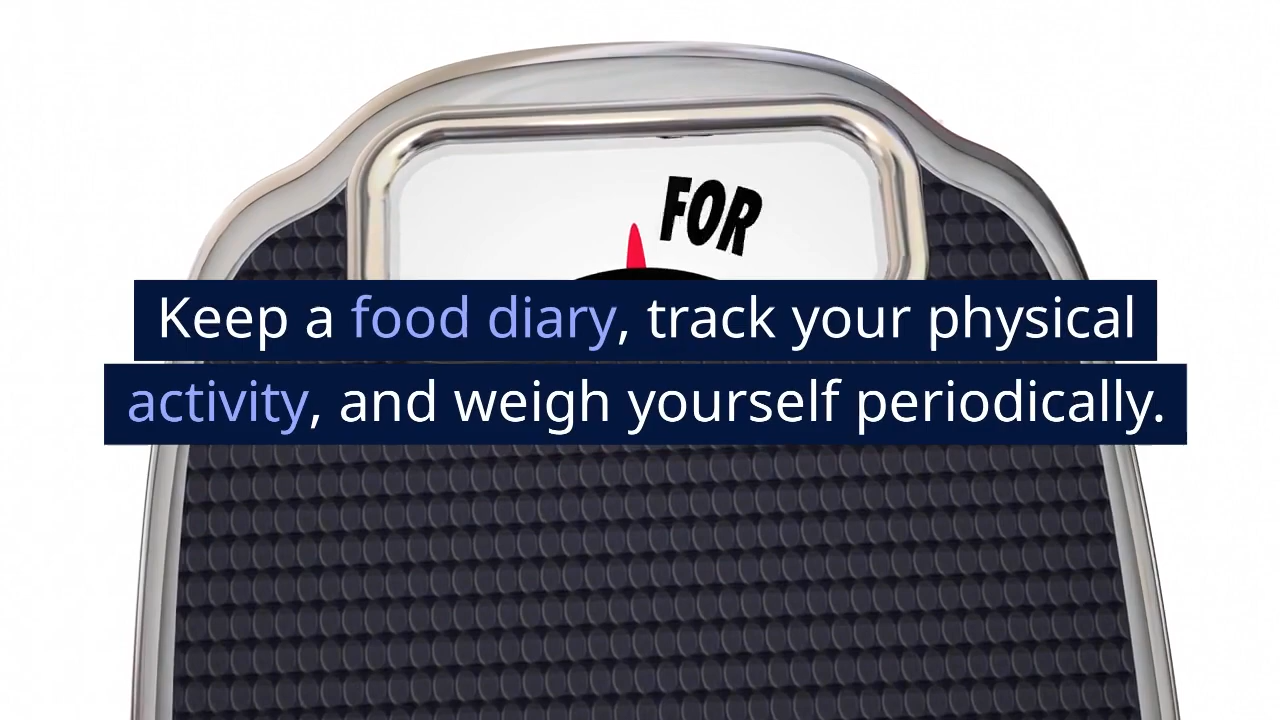 FOR
Keep a food diary, track your physical
activity, and weigh yourself periodically.